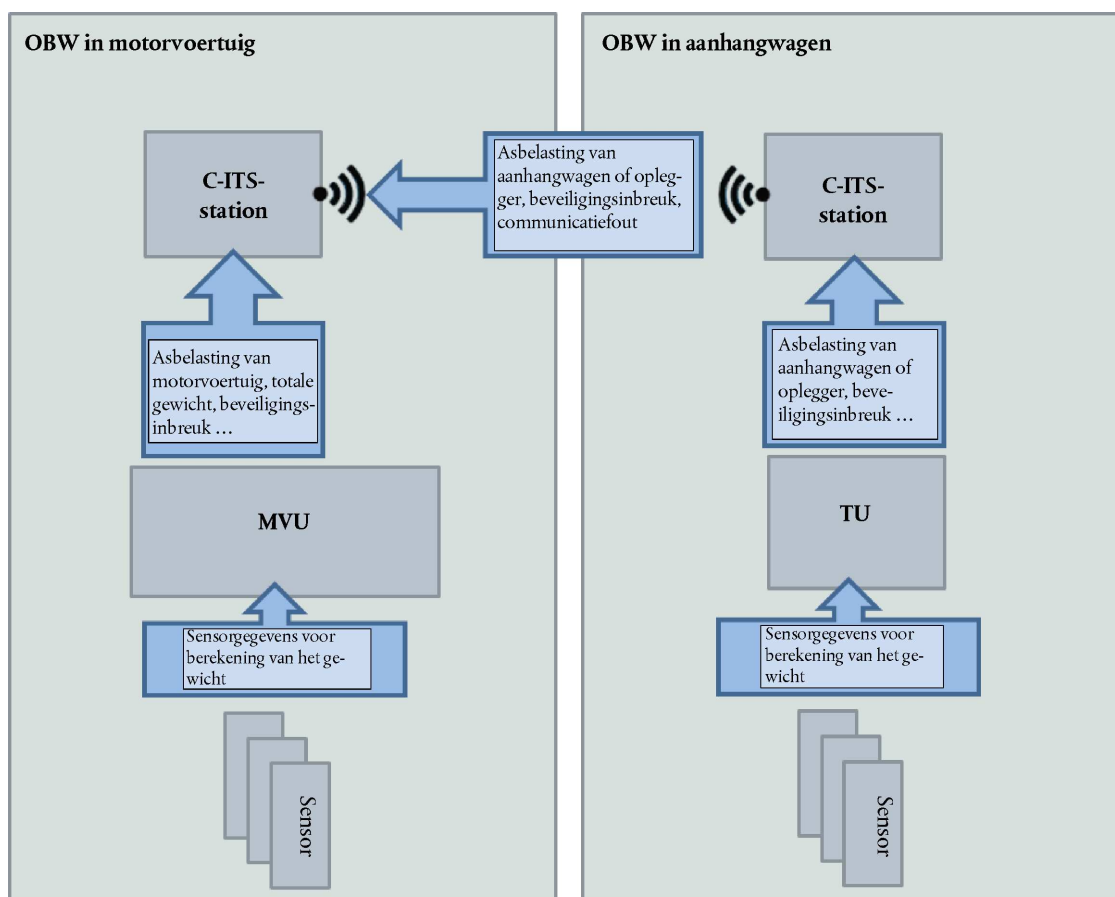 OBW in motorvoertuig
C-ITS-
station
Asbelasting van
motorvoertuig, totale
gewicht, beveiligings-
inbreuk …
MVU
Sensorgegevens voor
berekening van het ge-
wicht
Sensor
Asbelasting van
aanhangwagen of opleg-
ger, beveiligingsinbreuk,
communicatiefout
OBW in aanhangwagen
C-ITS-
station
Asbelasting van
aanhangwagen of
oplegger, beve-
iligingsinbreuk …
TU
Sensorgegevens voor
berekening van het ge-
wicht
Sensor